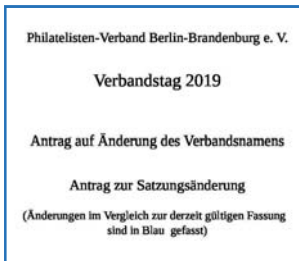 Philatelisten-Verband Berlin-Brandenburg e. V.
Verbandstag 2019
Antrag auf Änderung des Verbandsnamens
Antrag zur Satzungsänderung
(Änderungen im Vergleich zur derzeit gültigen Fassung
sind in Blau gefasst)